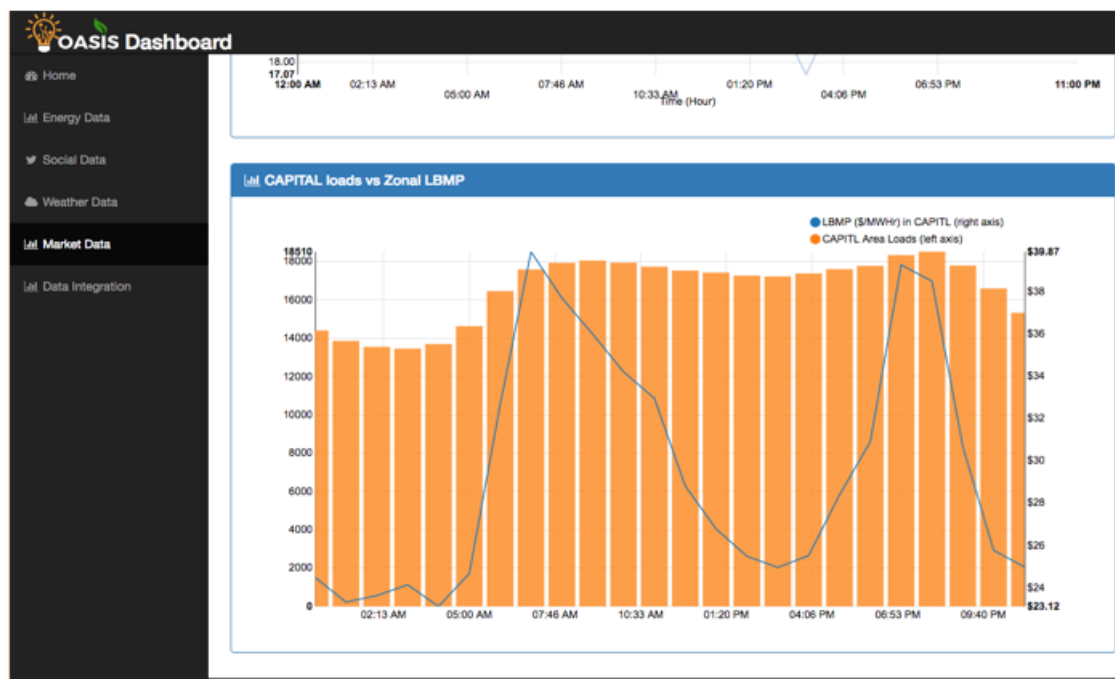 OASIS Dashboard
Home
Energy Data
Social Data
Weather Data
Market Data
Data Integration
18.00
17.07
12:00 AM 02:13 AM 05:00 AM 07:46 AM 10:33 AM 01:20 PM 04:06 PM 06:53 PM 11:00 PM
Time (Hour)
CAPITAL loads vs Zonal LBMP
LBMP ($/MWHr) in CAPITL (right axis)
CAPITL Area Loads (left axis)
18510
18000
16000
14000
12000
10000
8000
6000
4000
2000
0
$39.87
$38
$36
$34
$32
$30
$28
$26
$24
$23.12
02:13 AM 05:00 AM 07:46 AM 10:33 AM 01:20 PM 04:06 PM 06:53 PM 09:40 PM